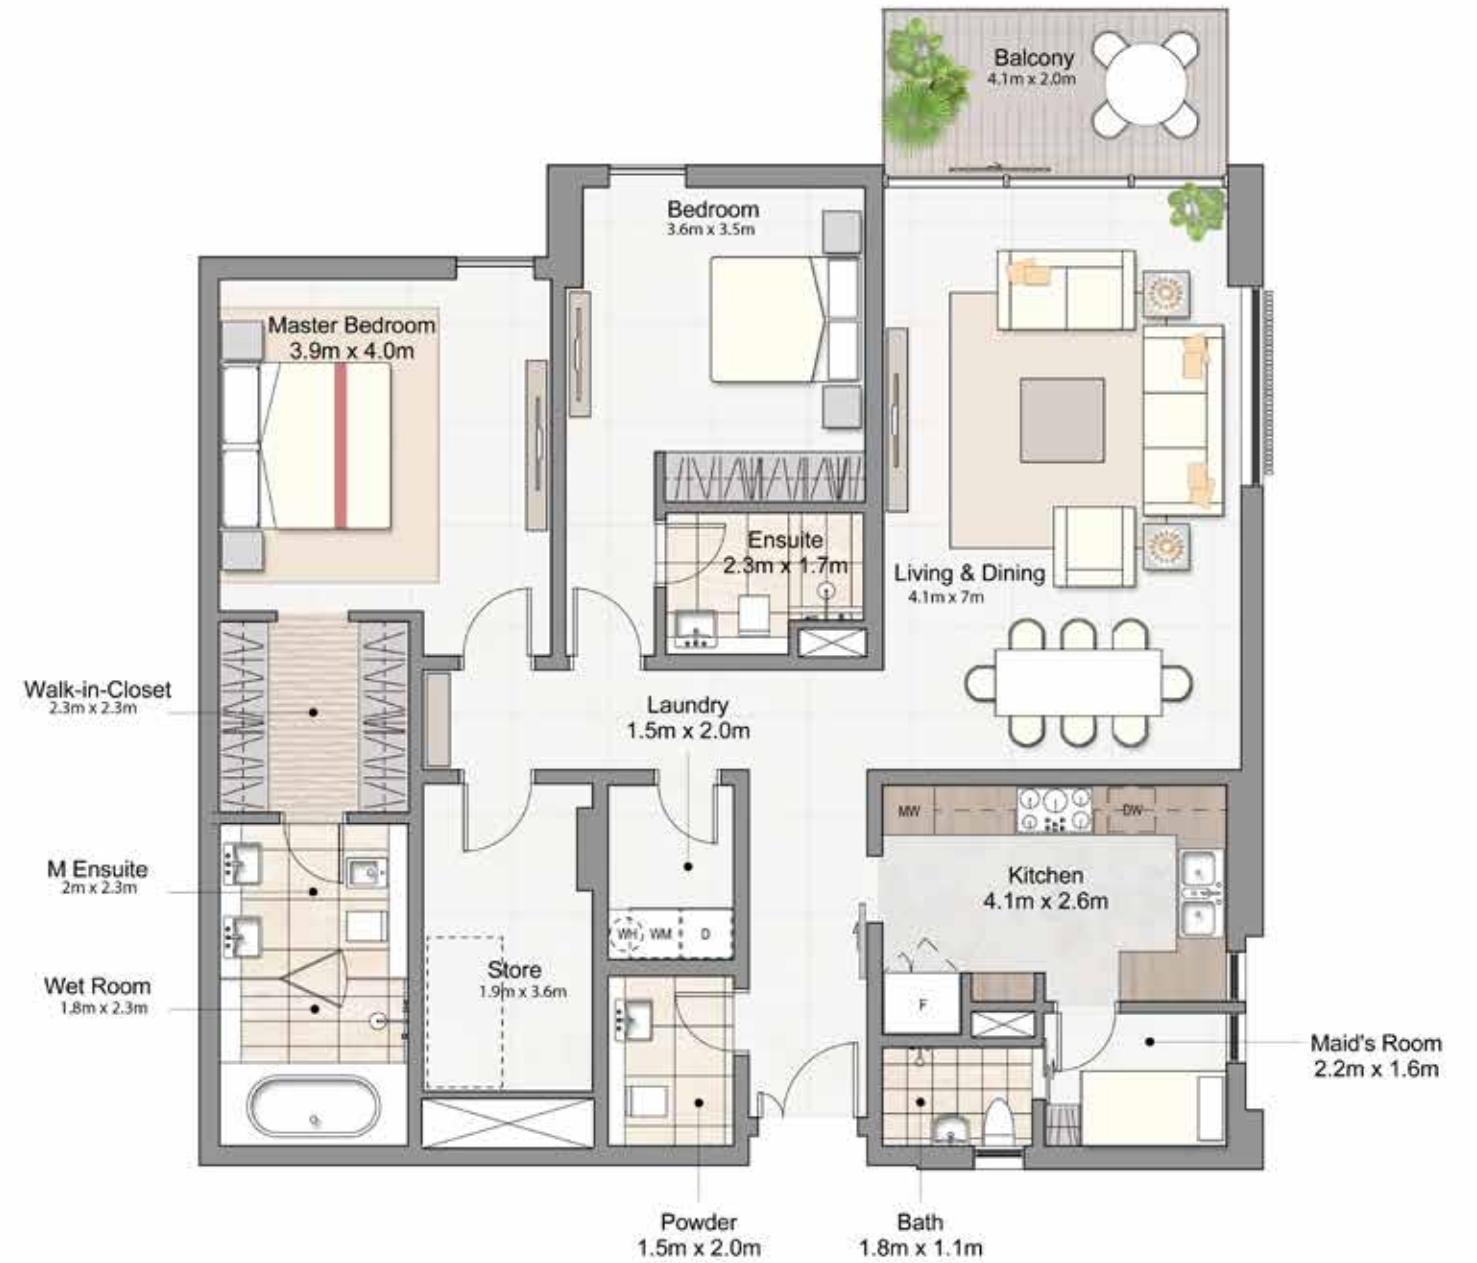 Balcony
4.1m x 2.0m
Bedroom
3.6m x 3.5m
Master Bedroom
3.9m x 4.0m
Ensuite
2.3m x 1.7m
Living & Dining
4.1m x 7m
Walk-in-Closet
2.3m x 2.3m
Laundry
1.5m x 2.0m
MW
DW
M Ensuite
2m x 2.3m
Kitchen
4.1m x 2.6m
WH
WM
D
Wet Room
1.8m x 2.3m
Store
1.9m x 3.6m
F
Maid's Room
2.2m x 1.6m
Powder
1.5m x 2.0m
Bath
1.8m x 1.1m